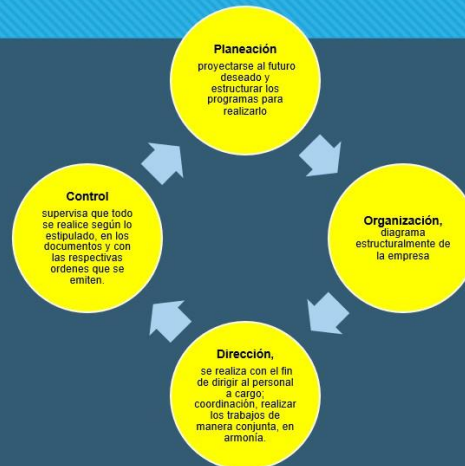 Planeación
proyectarse al futuro
deseado y
estructurar los
programas para
realizarlo
Organización,
diagrama
estructuralmente de
la empresa
Dirección,
se realiza con el fin
de dirigir al personal
a cargo;
coordinación, realizar
los trabajos de
manera conjunta, en
armonía.
Control
supervisa que todo
se realice según lo
estipulado, en los
documentos y con
las respectivas
ordenes que se
emiten.